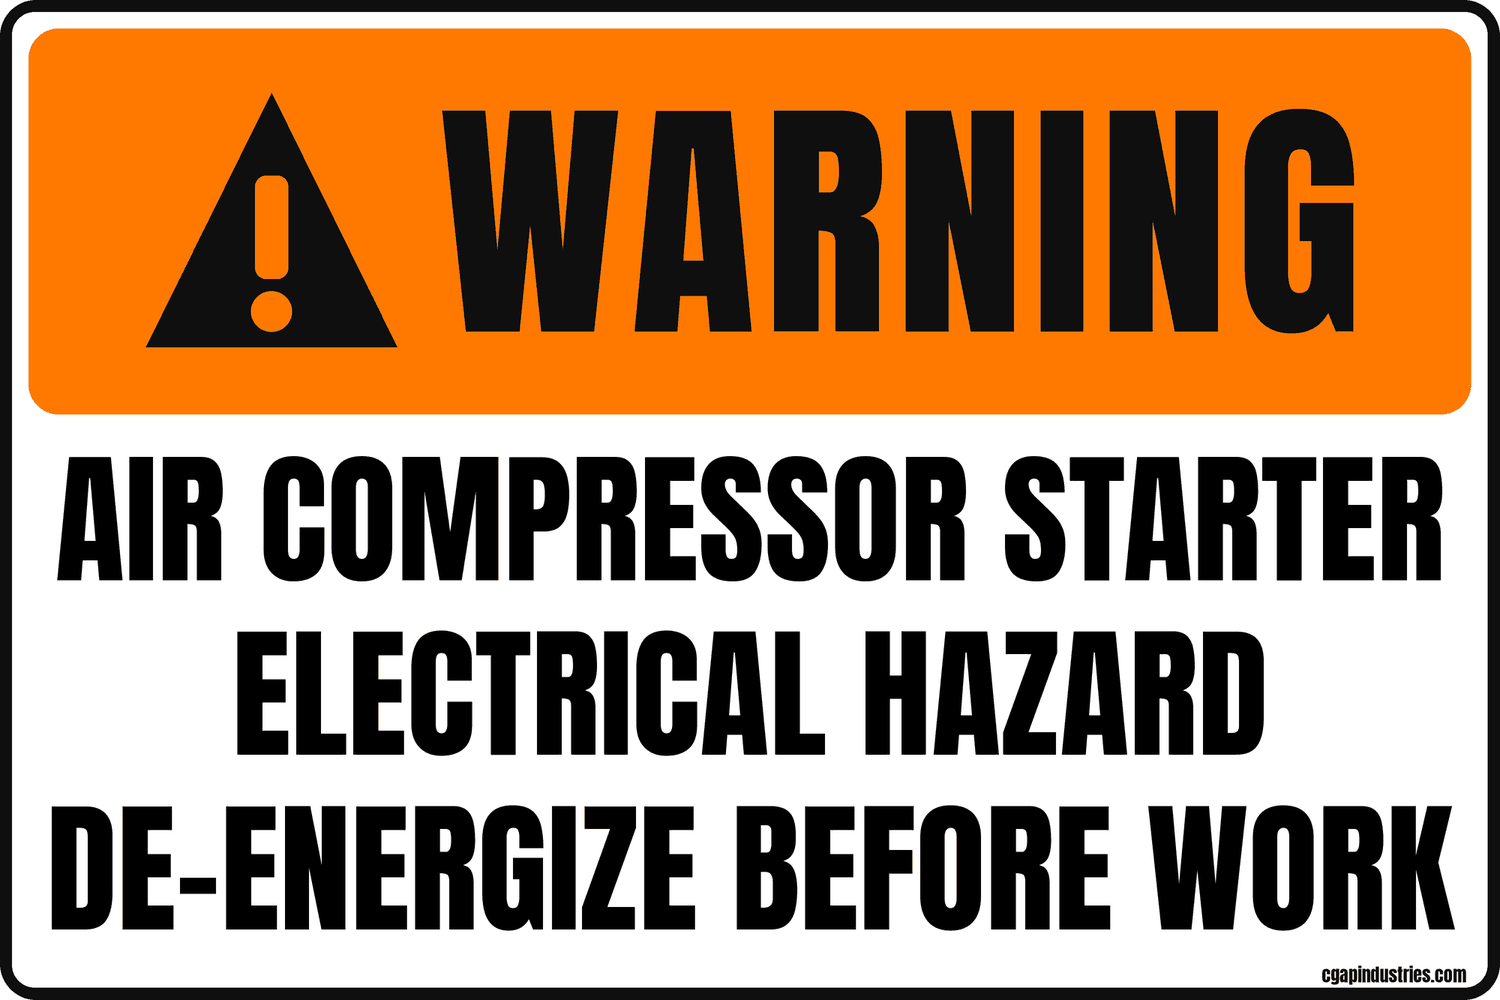 WARNING
AIR COMPRESSOR STARTER
ELECTRICAL HAZARD
DE-ENERGIZE BEFORE WORK
cgapindustries.com